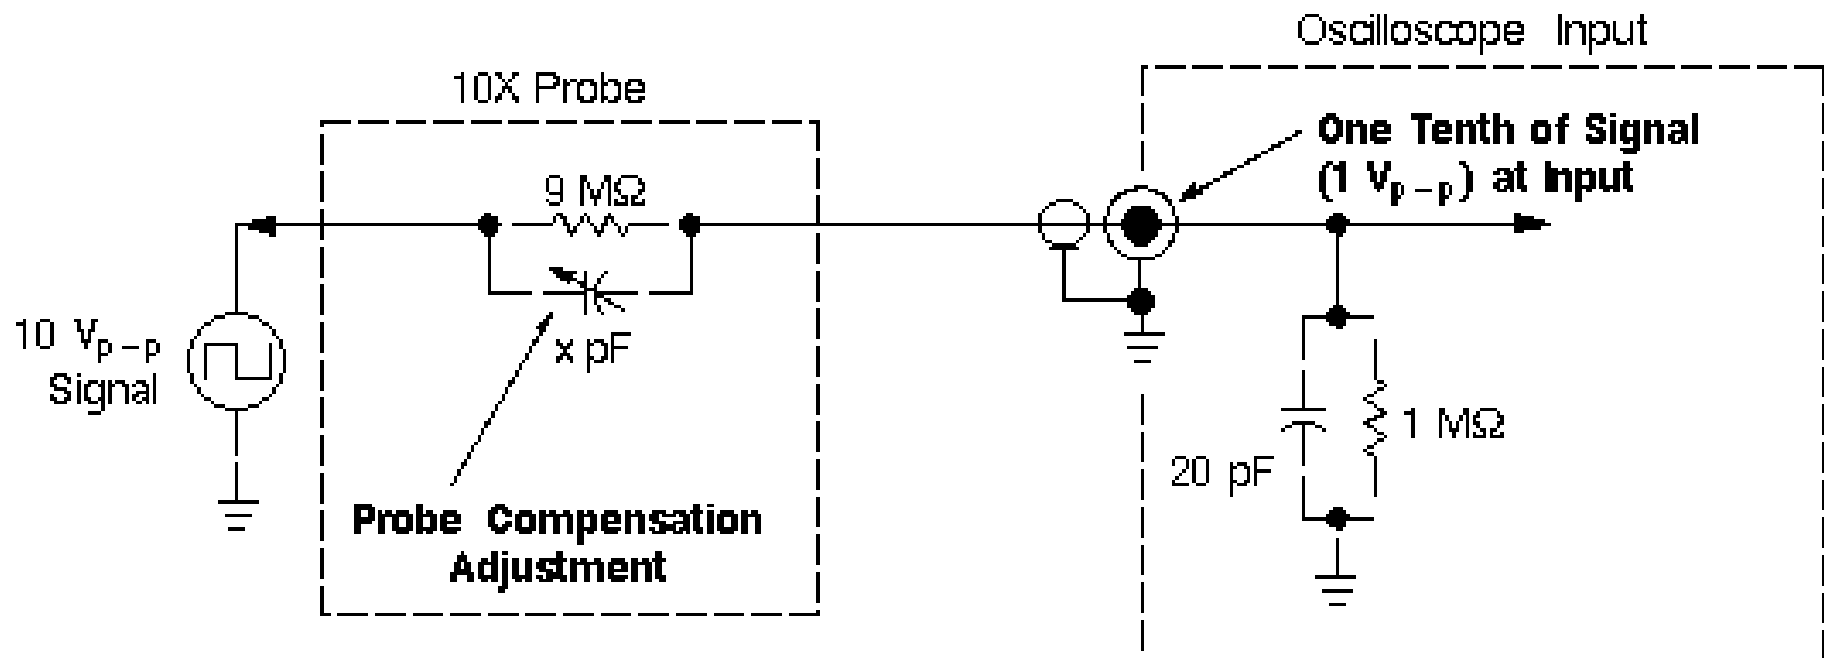 Oscilloscope Input
10X Probe
One Tenth of Signal
(1 Vp–p) at Input
9 MΩ
10 Vp–p
Signal
x pF
1 MΩ
20 pF
Probe Compensation
Adjustment